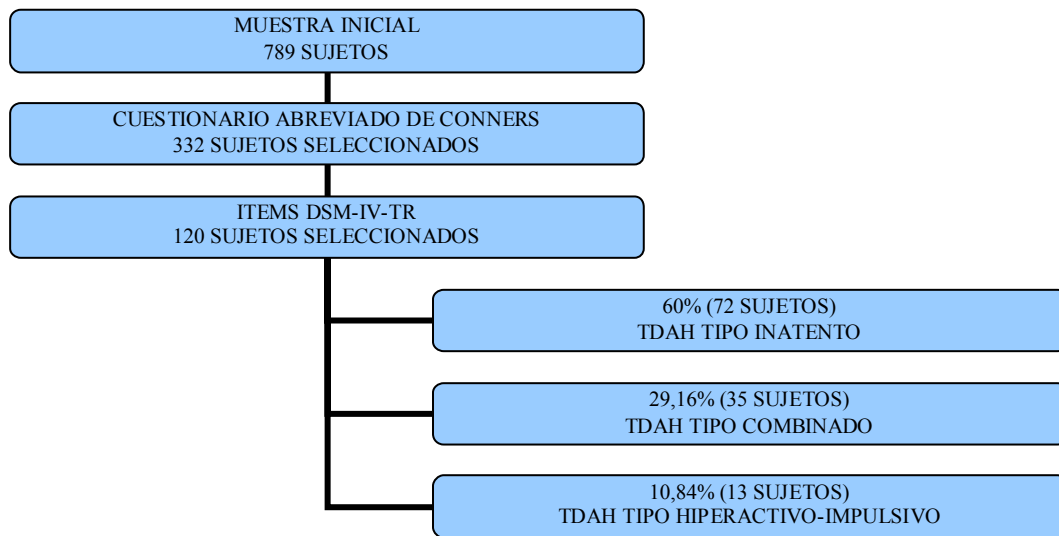 MUESTRA INICIAL
789 SUJETOS
CUESTIONARIO ABREVIADO DE CONNERS
332 SUJETOS SELECCIONADOS
ITEMS DSM-IV-TR
120 SUJETOS SELECCIONADOS
60% (72 SUJETOS)
TDAH TIPO INATENTO
29,16% (35 SUJETOS)
TDAH TIPO COMBINADO
10,84% (13 SUJETOS)
TDAH TIPO HIPERACTIVO-IMPULSIVO